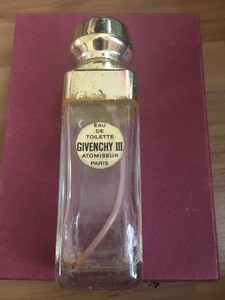 EAU
DE
TOILETTE
GIVENCHY III
ATOMISEUR
PARIS